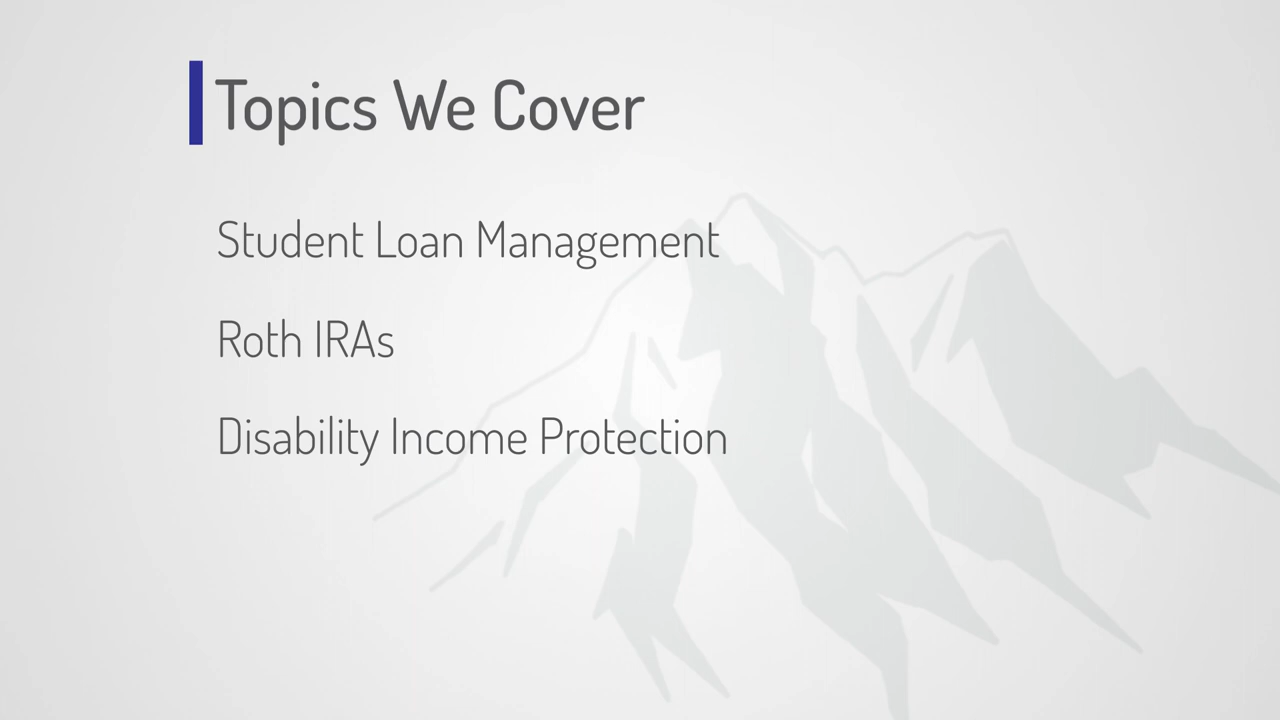 Topics We Cover
Student Loan Management
Roth IRAs
Disability Income Protection